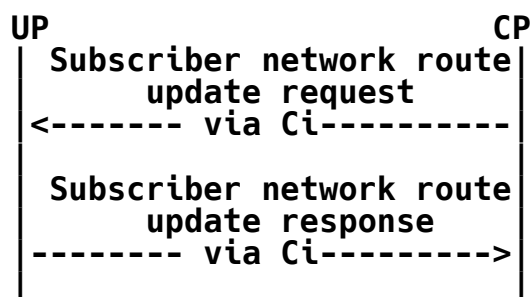 UP CP
| Subscriber network route|
| update request |
|<------- via Ci----------|
| |
| Subscriber network route|
| update response |
|-------- via Ci--------->|
| |